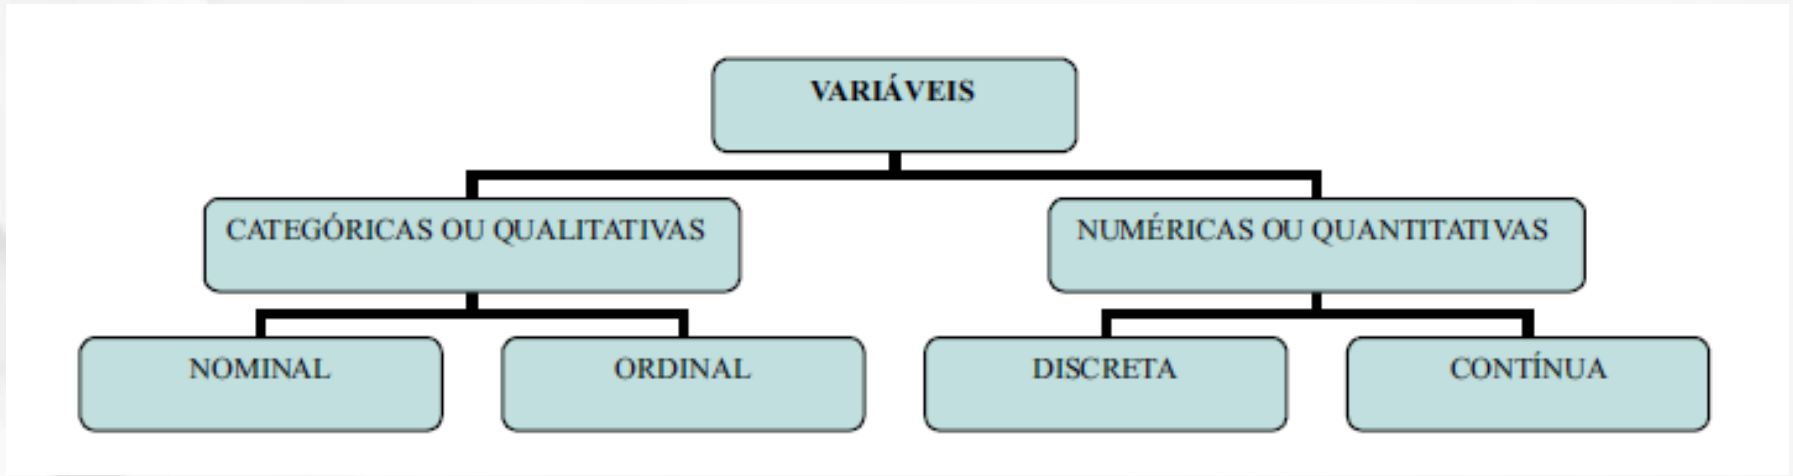 VARIÁVEIS
CATEGÓRICAS OU QUALITATIVAS
NUMÉRICAS OU QUANTITATIVAS
NOMINAL
ORDINAL
DISCRETA
CONTÍNUA